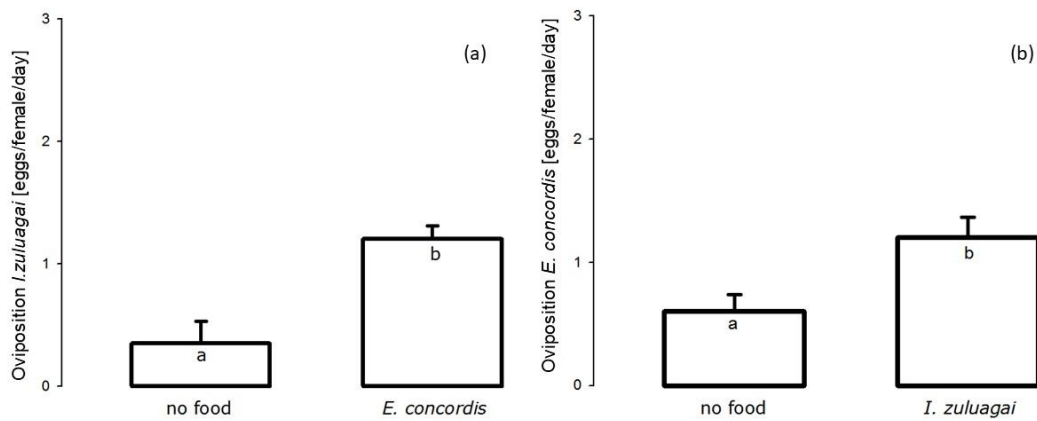 Oviposition I.zuluagai [eggs/female/day]
3
2
1
0
(a)
a
b
no food
E. concordis
Oviposition E. concordis [eggs/female/day]
3
2
1
0
(b)
a
b
no food
I. zuluagai